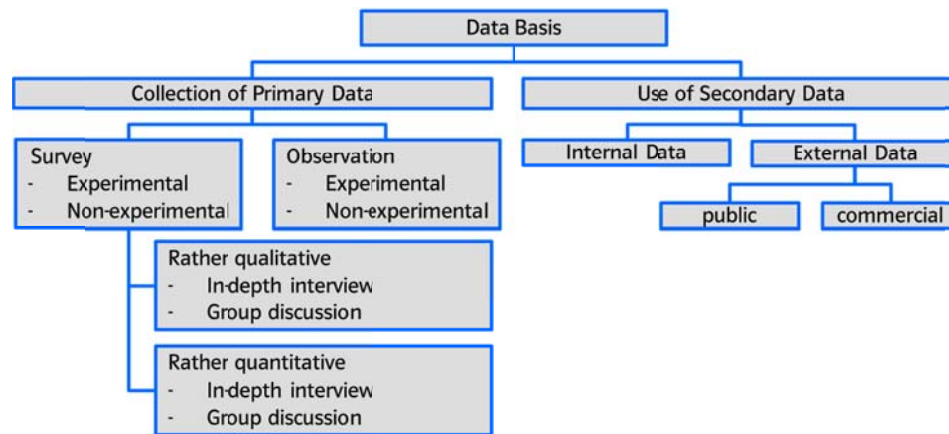 Data Basis
Collection of Primary Data
Use of Secondary Data
Survey
- Experimental
- Non-experimental
Observation
- Experimental
- Non-experimental
Internal Data
External Data
public
commercial
Rather qualitative
- In-depth interview
- Group discussion
Rather quantitative
- In-depth interview
- Group discussion